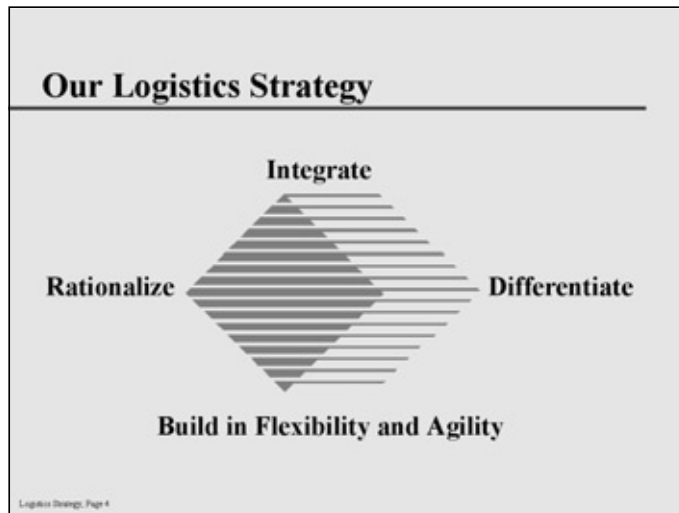 Our Logistics Strategy
Integrate
Rationalize
Differentiate
Build in Flexibility and Agility
Logistics Strategy, Page 4